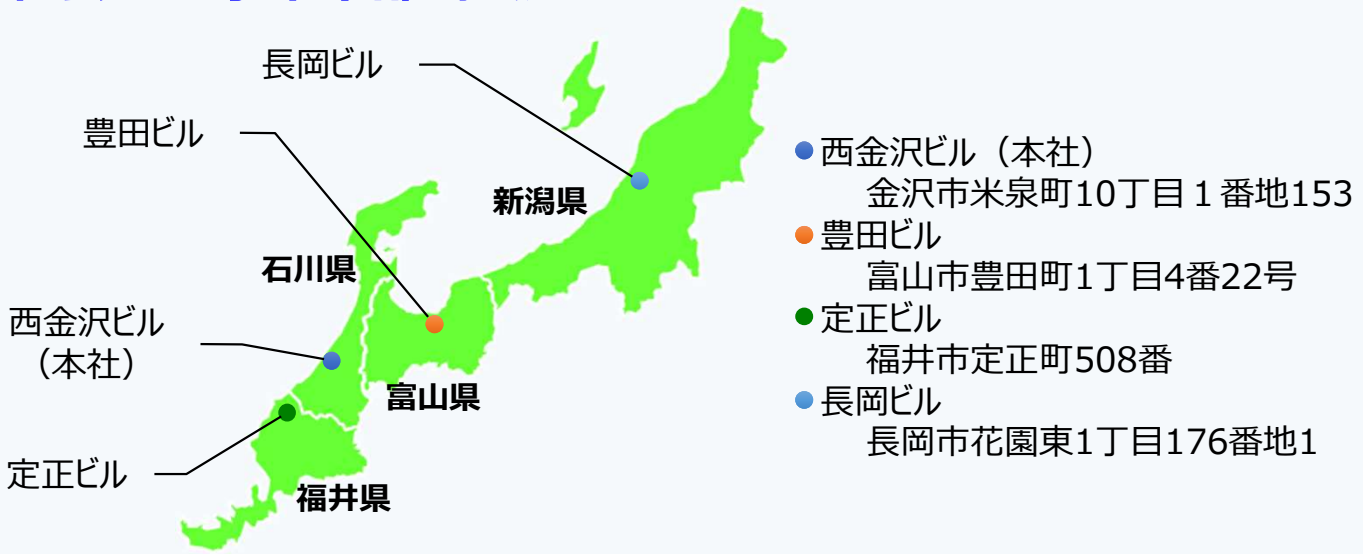 長岡ビル
豊田ビル
新潟県
石川県
西金沢ビル
（本社）
富山県
定正ビル
福井県
西金沢ビル（本社）
金沢市米泉町10丁目１番地153
豊田ビル
富山市豊田町1丁目4番22号
定正ビル
福井市定正町508番
長岡ビル
長岡市花園東1丁目176番地1